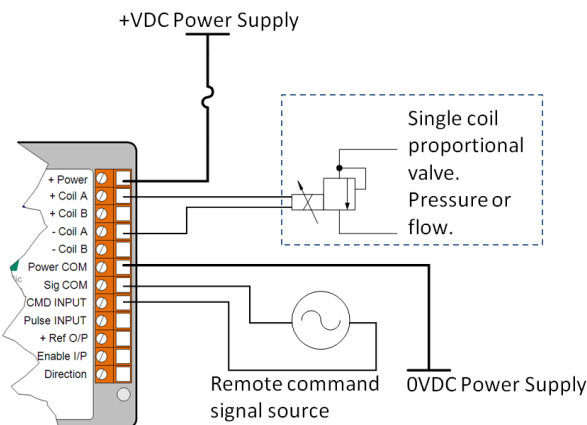 +VDC Power Supply
Single coil
proportional
valve.
Pressure or
flow.
+ Power
+ Coil A
+ Coil B
- Coil A
- Coil B
Power COM
Sig COM
CMD INPUT
Pulse INPUT
+ Ref O/P
Enable I/P
Direction
ic
Remote command
signal source
0VDC Power Supply